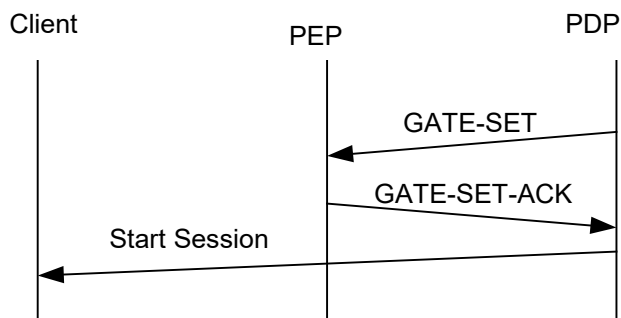 Client
PEP
PDP
GATE-SET
GATE-SET-ACK
Start Session